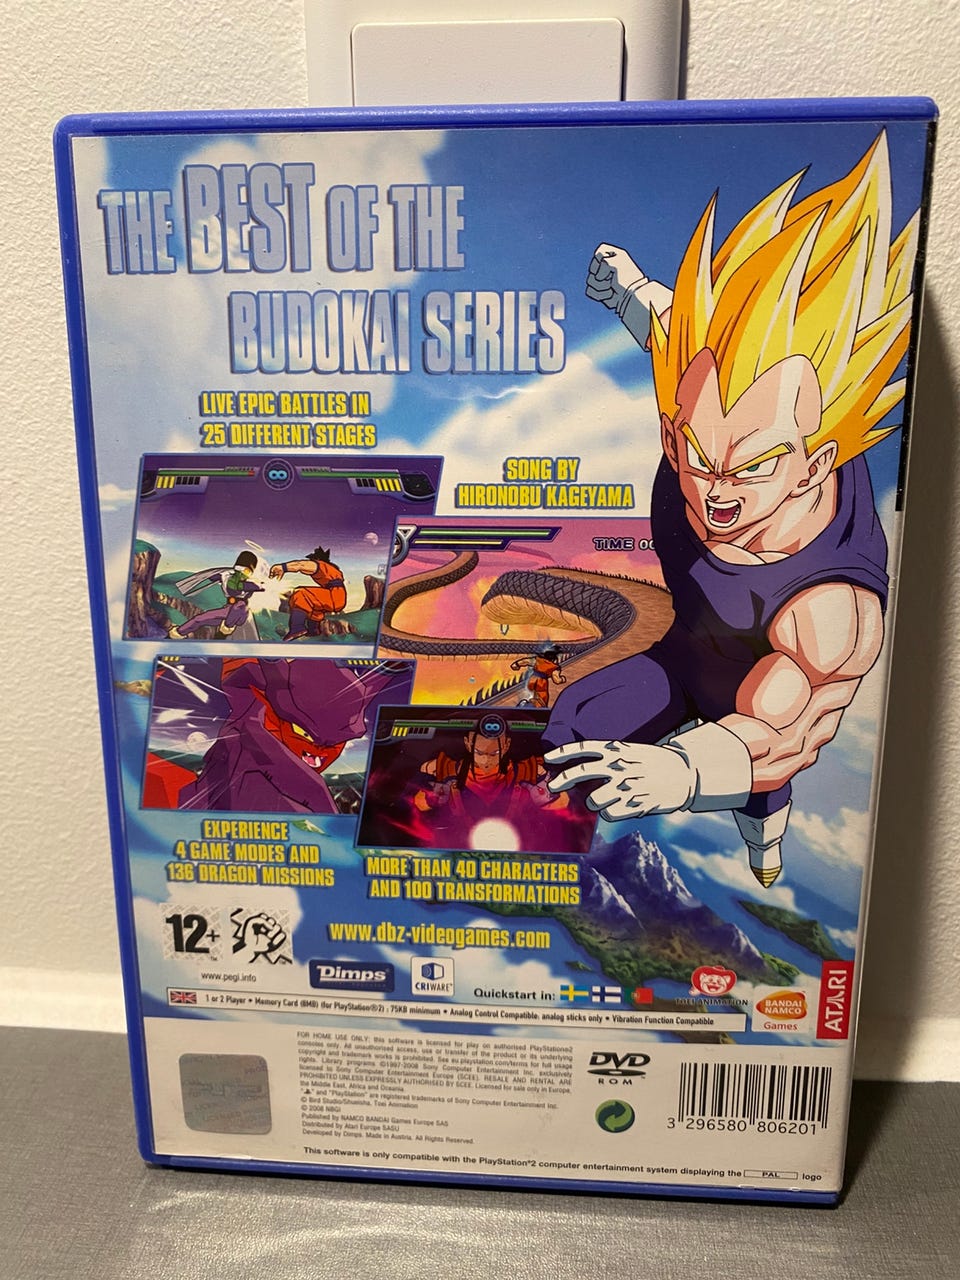 THE BEST OF THE
BUDOKAI SERIES
LIVE EPIC BATTLES IN
25 DIFFERENT STAGES
SONG BY
HIRONOBU KAGEYAMA
TIME 00
EXPERIENCE
4 GAME MODES AND
136 DRAGON MISSIONS
MORE THAN 40 CHARACTERS
AND 100 TRANSFORMATIONS
12+
www.dbz-videogames.com
www.pegi.info
Dimps
CRIWARE
Quickstart in:
TOEI ANIMATION
BANDAI
NAMCO
Games
ATARI
1 or 2 Player • Memory Card (8MB) (for PlayStation®2) : 75KB minimum • Analog Control Compatible: analog sticks only • Vibration Function Compatible
FOR HOME USE ONLY: this software is licensed for play on authorised PlayStation2
consoles only. All unauthorised access, use or transfer of the product or its underlying
copyright and trademark works is prohibited. See eu.playstation.com/terms for full usage
rights. Library programs ©1997-2008 Sony Computer Entertainment Inc. exclusively
licensed to Sony Computer Entertainment Europe (SCEE). RESALE AND RENTAL ARE
PROHIBITED UNLESS EXPRESSLY AUTHORISED BY SCEE. Licensed for sale only in Europe,
the Middle East, Africa and Oceania.
" " and "PlayStation" are registered trademarks of Sony Computer Entertainment Inc.
© Bird Studio/Shueisha, Toei Animation
© 2008 NBGI
Published by NAMCO BANDAI Games Europe SAS
Distributed by Atari Europe SASU
Developed by Dimps. Made in Austria. All Rights Reserved.
DVD
ROM
3 296580 806201
This software is only compatible with the PlayStation®2 computer entertainment system displaying the PAL logo